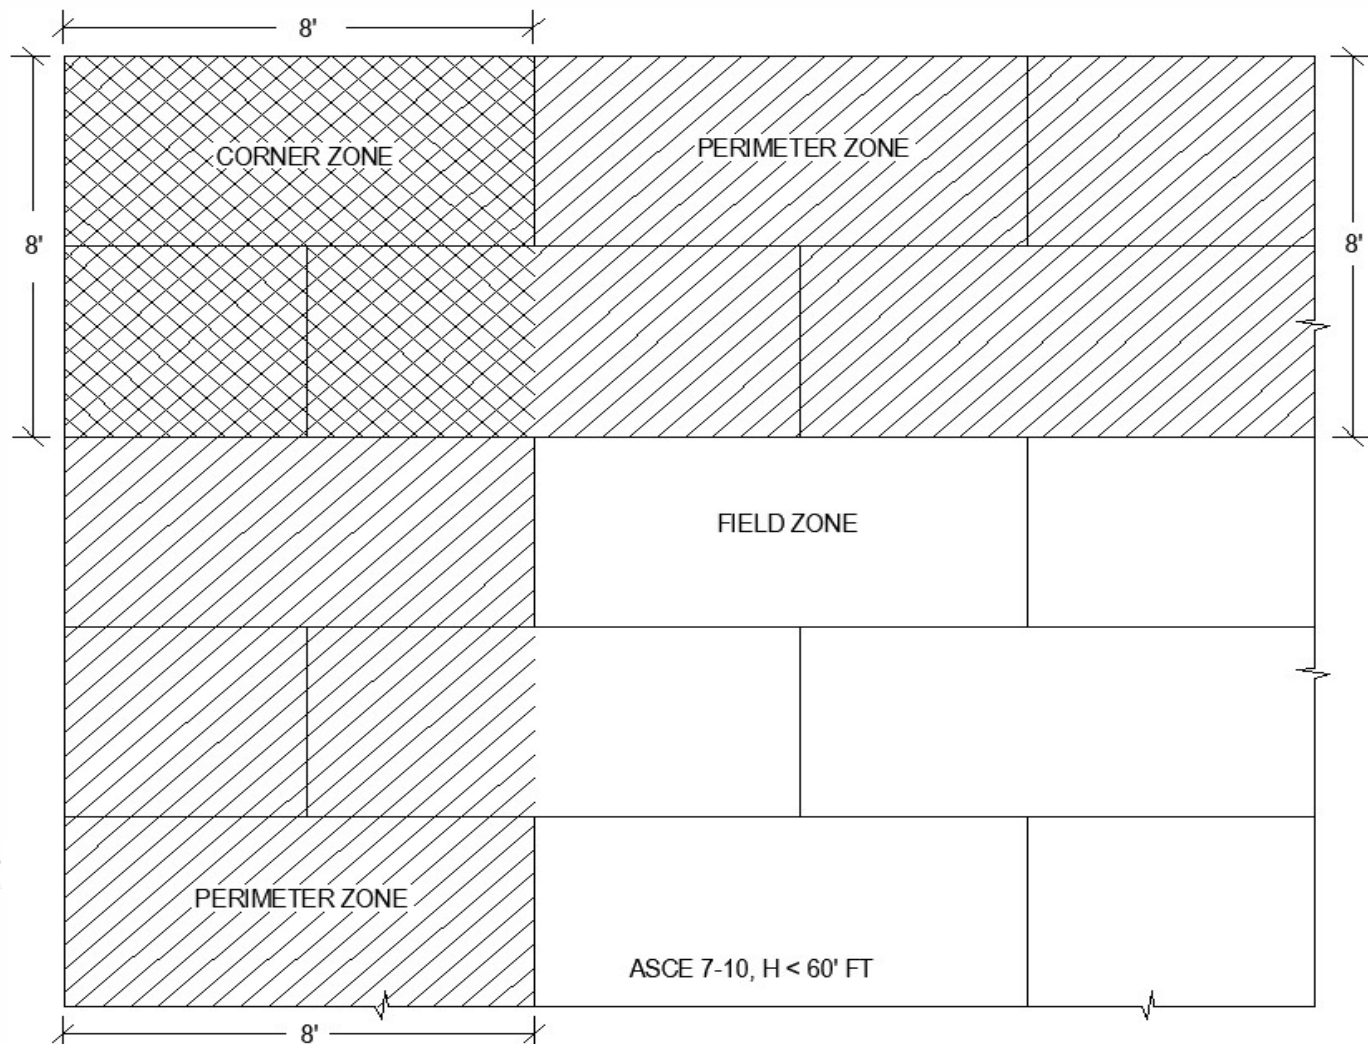 8'
CORNER ZONE
PERIMETER ZONE
8'
8'
FIELD ZONE
PERIMETER ZONE
ASCE 7-10, H < 60' FT
8'